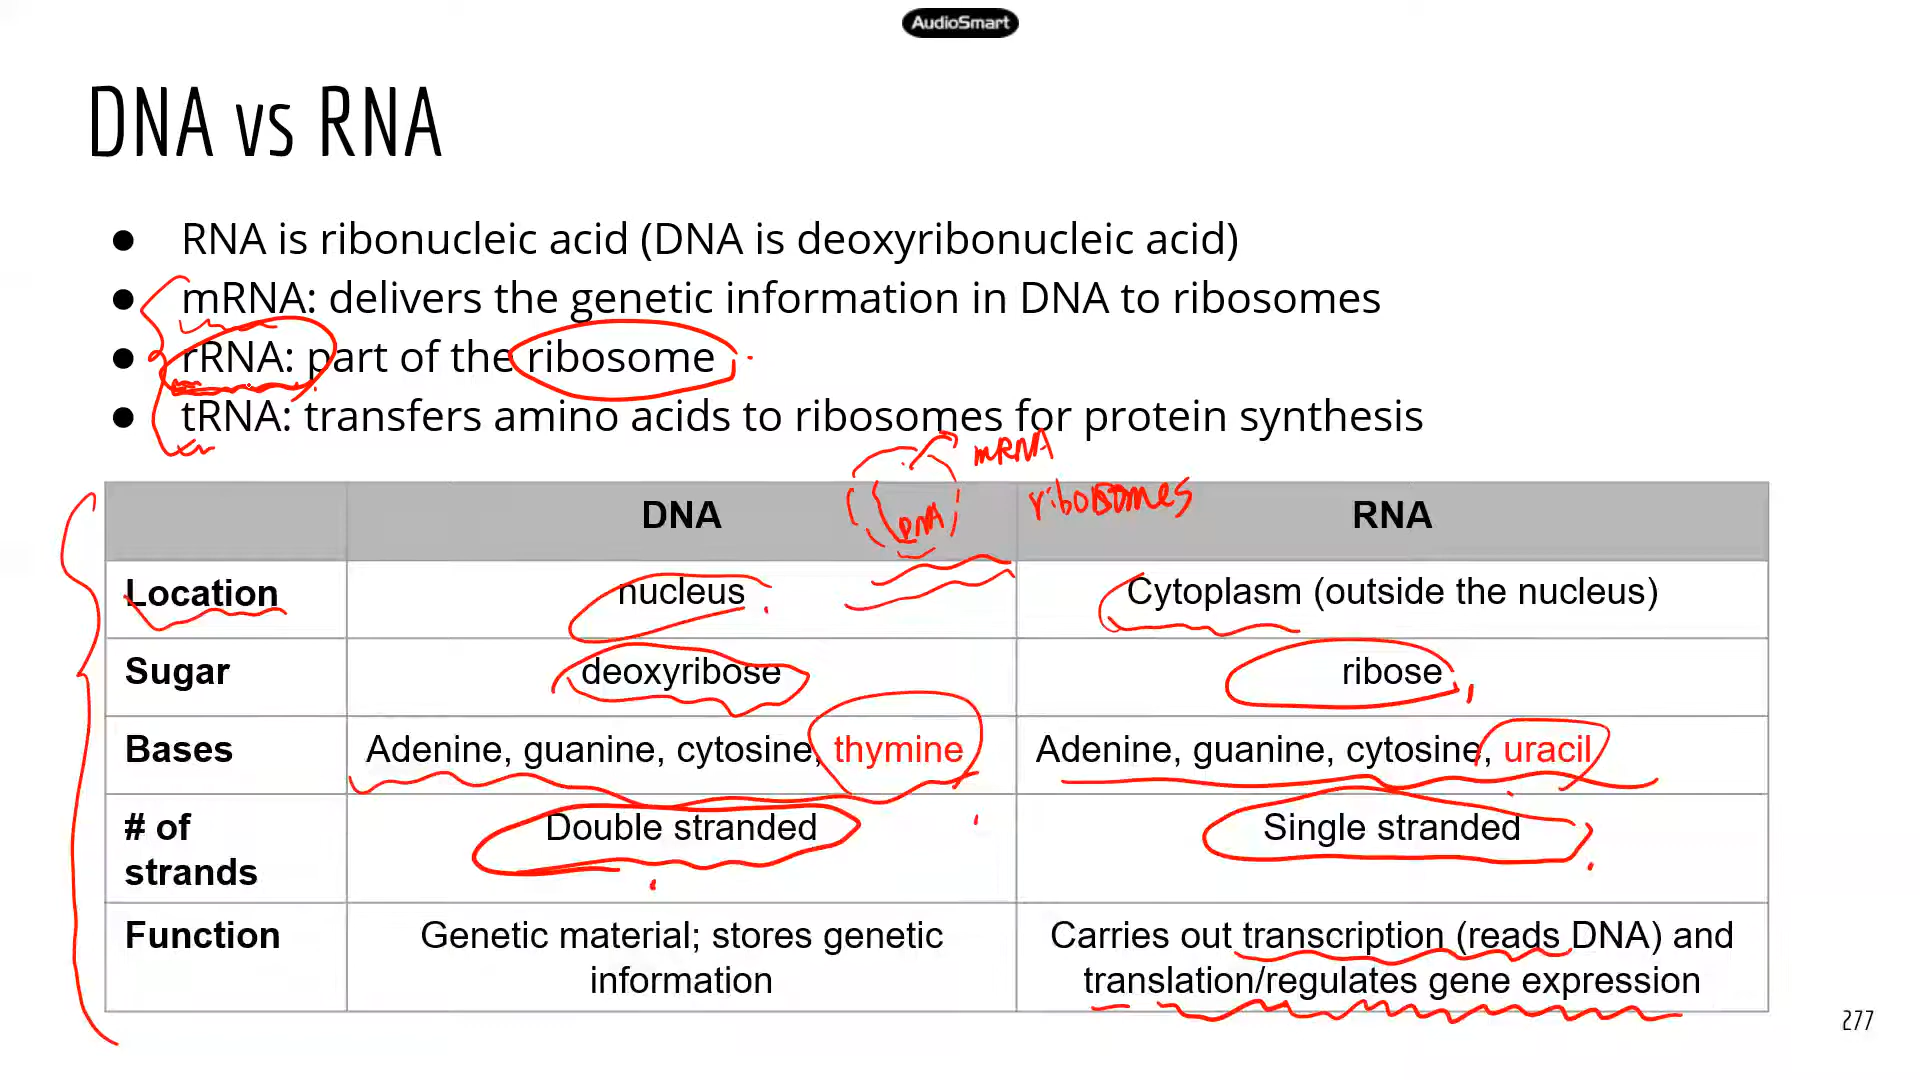 AudioSmart
DNA vs RNA
● RNA is ribonucleic acid (DNA is deoxyribonucleic acid)
● mRNA: delivers the genetic information in DNA to ribosomes
● rRNA: part of the ribosome
● tRNA: transfers amino acids to ribosomes for protein synthesis
mRNA
ribosomes
DNA
DNA RNA
Location nucleus Cytoplasm (outside the nucleus)
Sugar deoxyribose ribose
Bases Adenine, guanine, cytosine, thymine Adenine, guanine, cytosine, uracil
# of
strands Double stranded Single stranded
Function Genetic material; stores genetic
information
Carries out transcription (reads DNA) and
translation/regulates gene expression
277